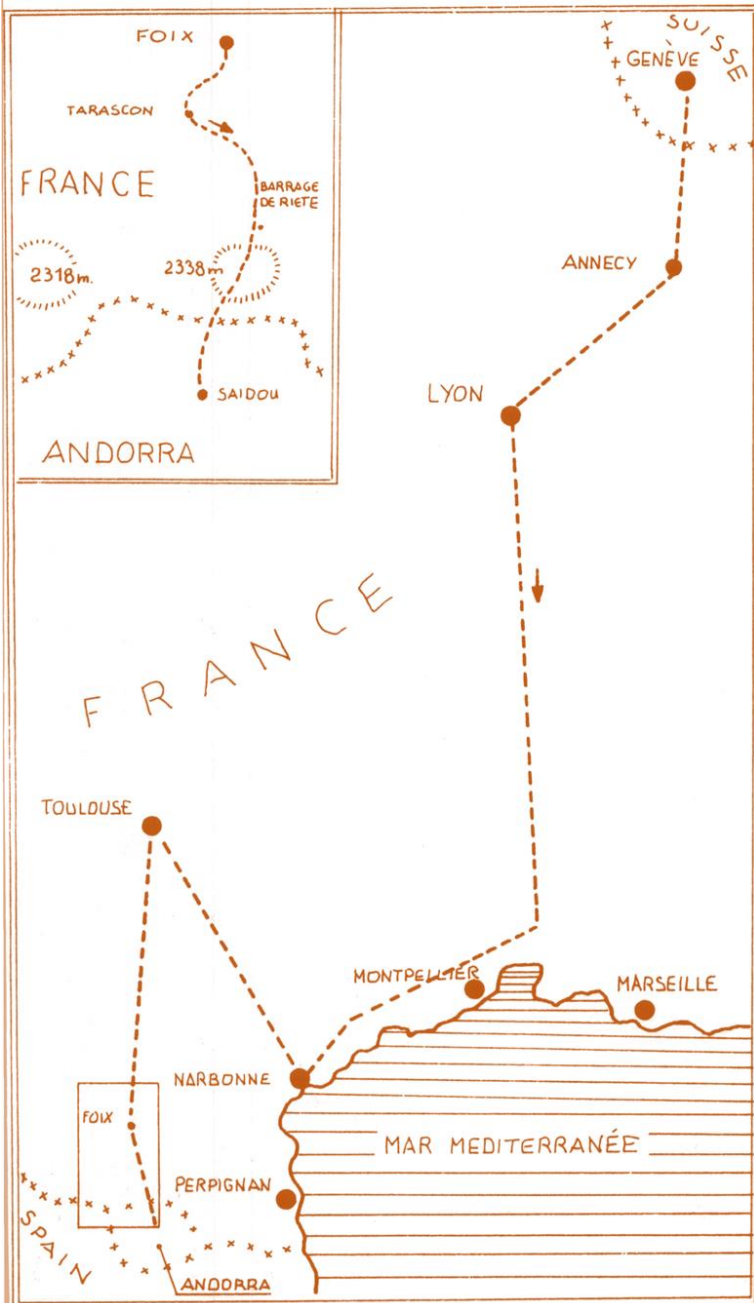 FOIX
TARASCON
FRANCE
BARRAGE
DE RIETE
2318m.
2338m
SAIDOU
ANDORRA
SUISSE
GENÈVE
ANNECY
LYON
FRANCE
TOULOUSE
MONTPELLIER
MARSEILLE
NARBONNE
FOIX
MAR MEDITERRANÉE
PERPIGNAN
SPAIN
ANDORRA